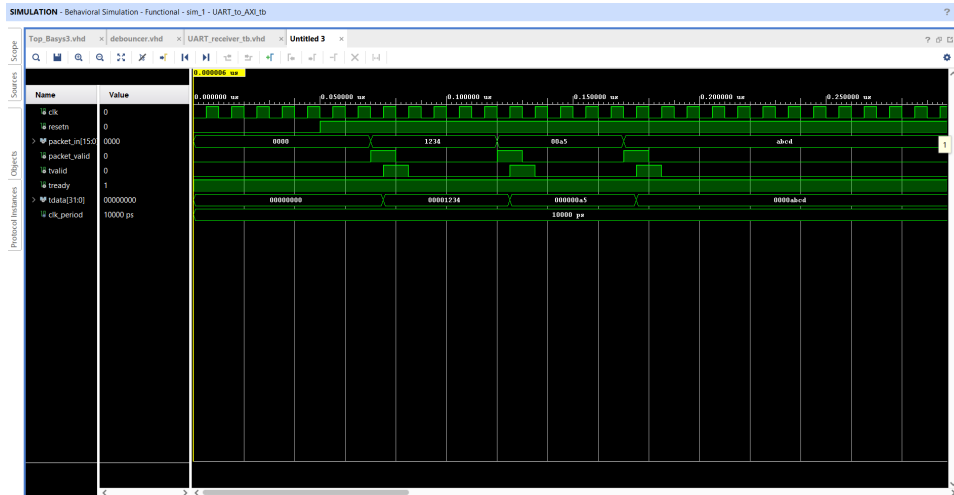 SIMULATION - Behavioral Simulation - Functional - sim_1 - UART_to_AXI_tb
?
Top_Basys3.vhd × debouncer.vhd × UART_receiver_tb.vhd × Untitled 3 ×
?
Scope
Sources
Objects
Protocol Instances
0.000006 us
Name Value
0.000000 us 0.050000 us 0.100000 us 0.150000 us 0.200000 us 0.250000 us
clk 0
resetn 0
packet_in[15:0 0000 0000 1234 00a5 abcd
1
packet_valid 0
tvalid 0
tready 1
tdata[31:0] 00000000 00000000 00001234 000000a5 0000abcd
clk_period 10000 ps 10000 ps